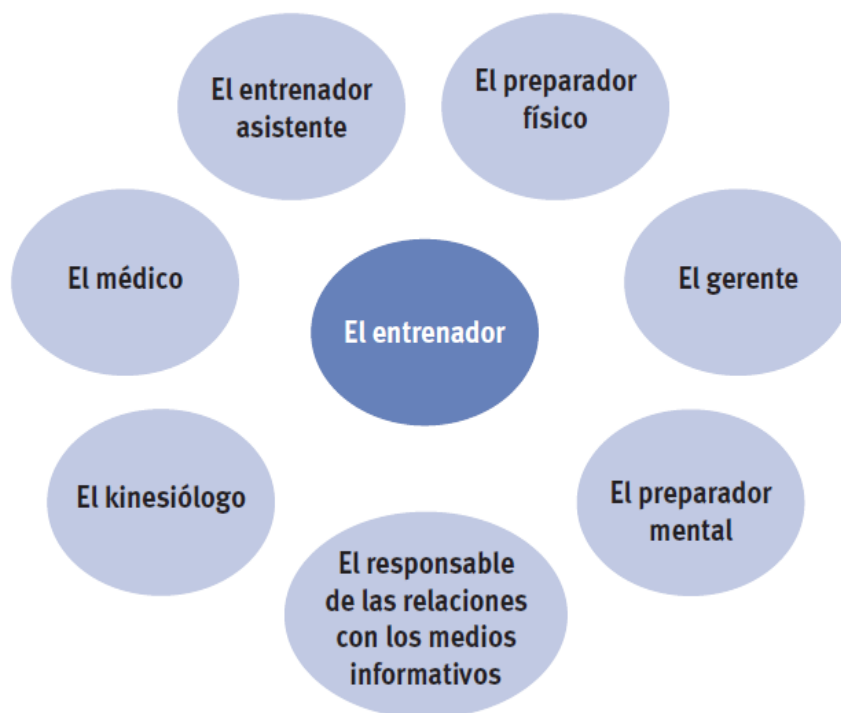 El entrenador
asistente
El preparador
físico
El médico
El gerente
El entrenador
El kinesiólogo
El preparador
mental
El responsable
de las relaciones
con los medios
informativos